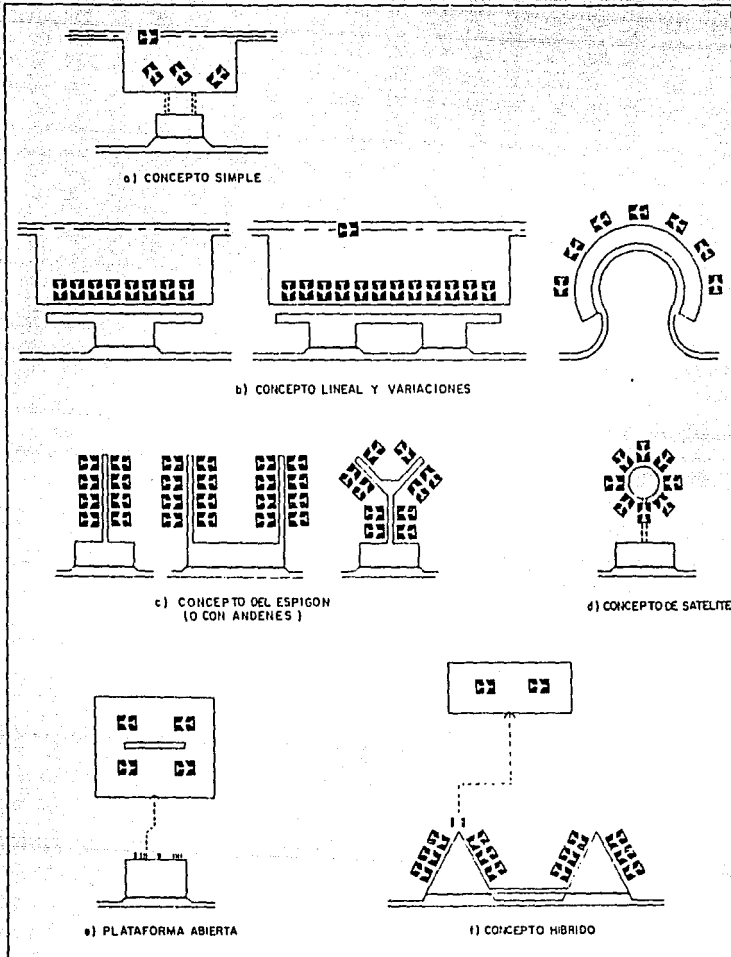 a) CONCEPTO SIMPLE
b) CONCEPTO LINEAL Y VARIACIONES
c) CONCEPTO DEL ESPIGON
(O CON ANDENES)
d) CONCEPTO DE SATELITE
e) PLATAFORMA ABIERTA
f) CONCEPTO HIBRIDO